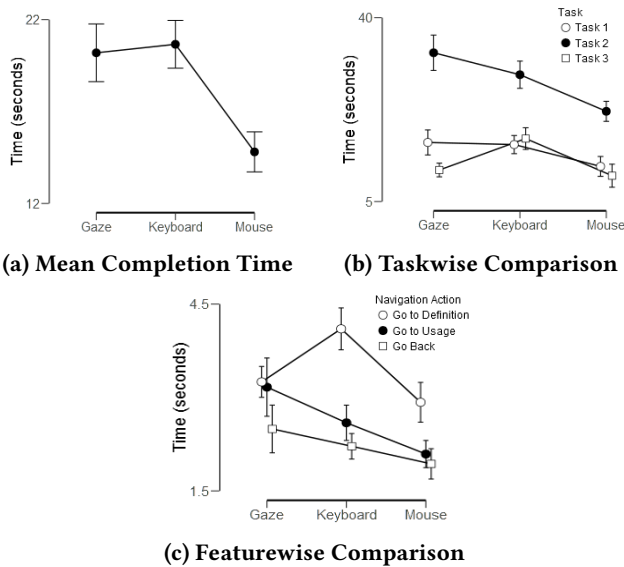 22
Time (seconds)
12
Gaze Keyboard Mouse
(a) Mean Completion Time
40
Time (seconds)
5
Task
Task 1
Task 2
Task 3
Gaze Keyboard Mouse
(b) Taskwise Comparison
4.5
Time (seconds)
1.5
Navigation Action
Go to Definition
Go to Usage
Go Back
Gaze Keyboard Mouse
(c) Featurewise Comparison